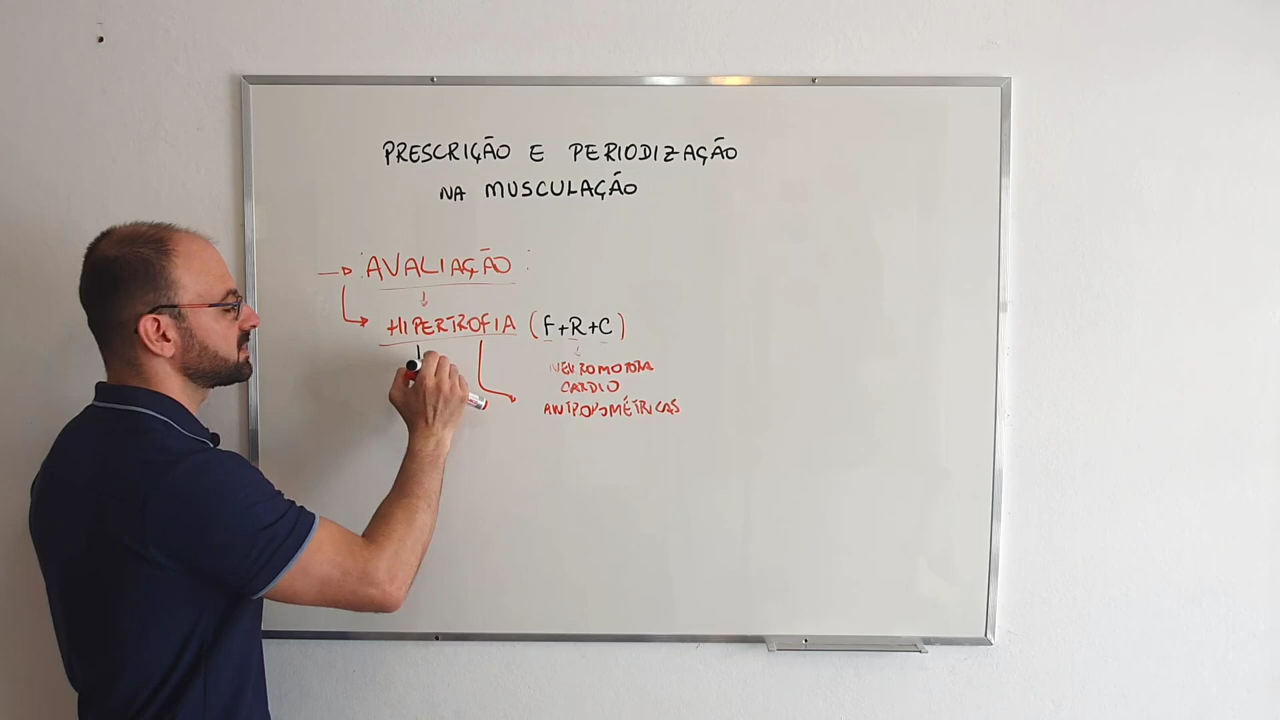 PRESCRIÇÃO E PERIODIZAÇÃO
NA MUSCULAÇÃO
AVALIAÇÃO
HIPERTROFIA (F+R+C)
NEUROMOTORA
CARDIO
ANTROPOMÉTRICAS